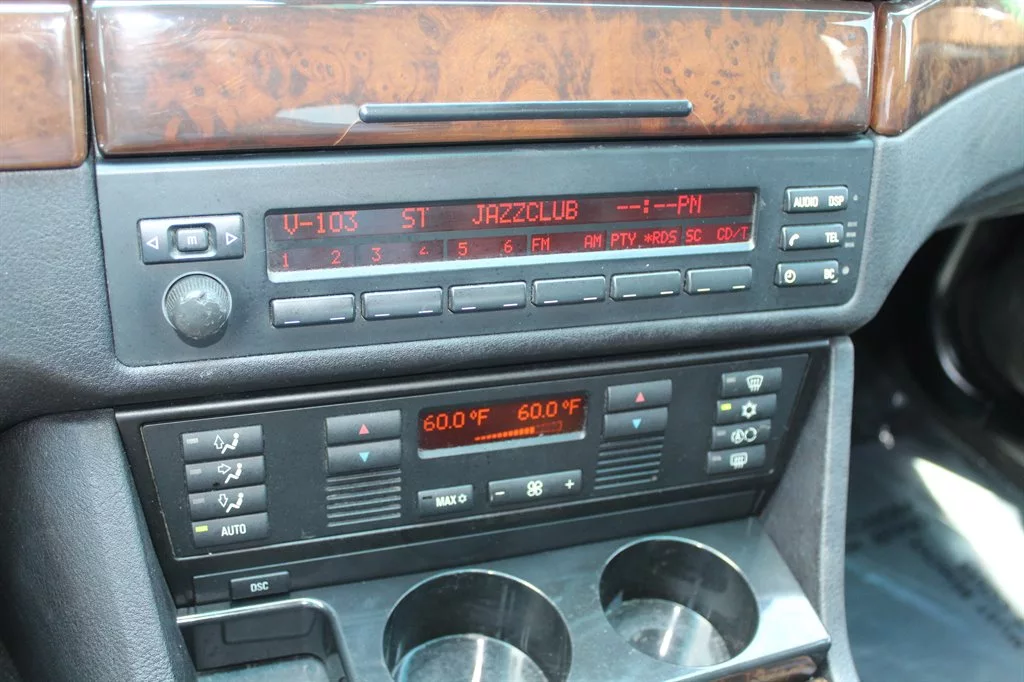 V-103 ST JAZZCLUB --:--PM
1 2 3 4 5 6 FM AM PTY *RDS SC CD/T
m
AUDIO DSP
TEL
BC
60.0 °F 60.0 °F
MAX
- +
AUTO
A
DSC